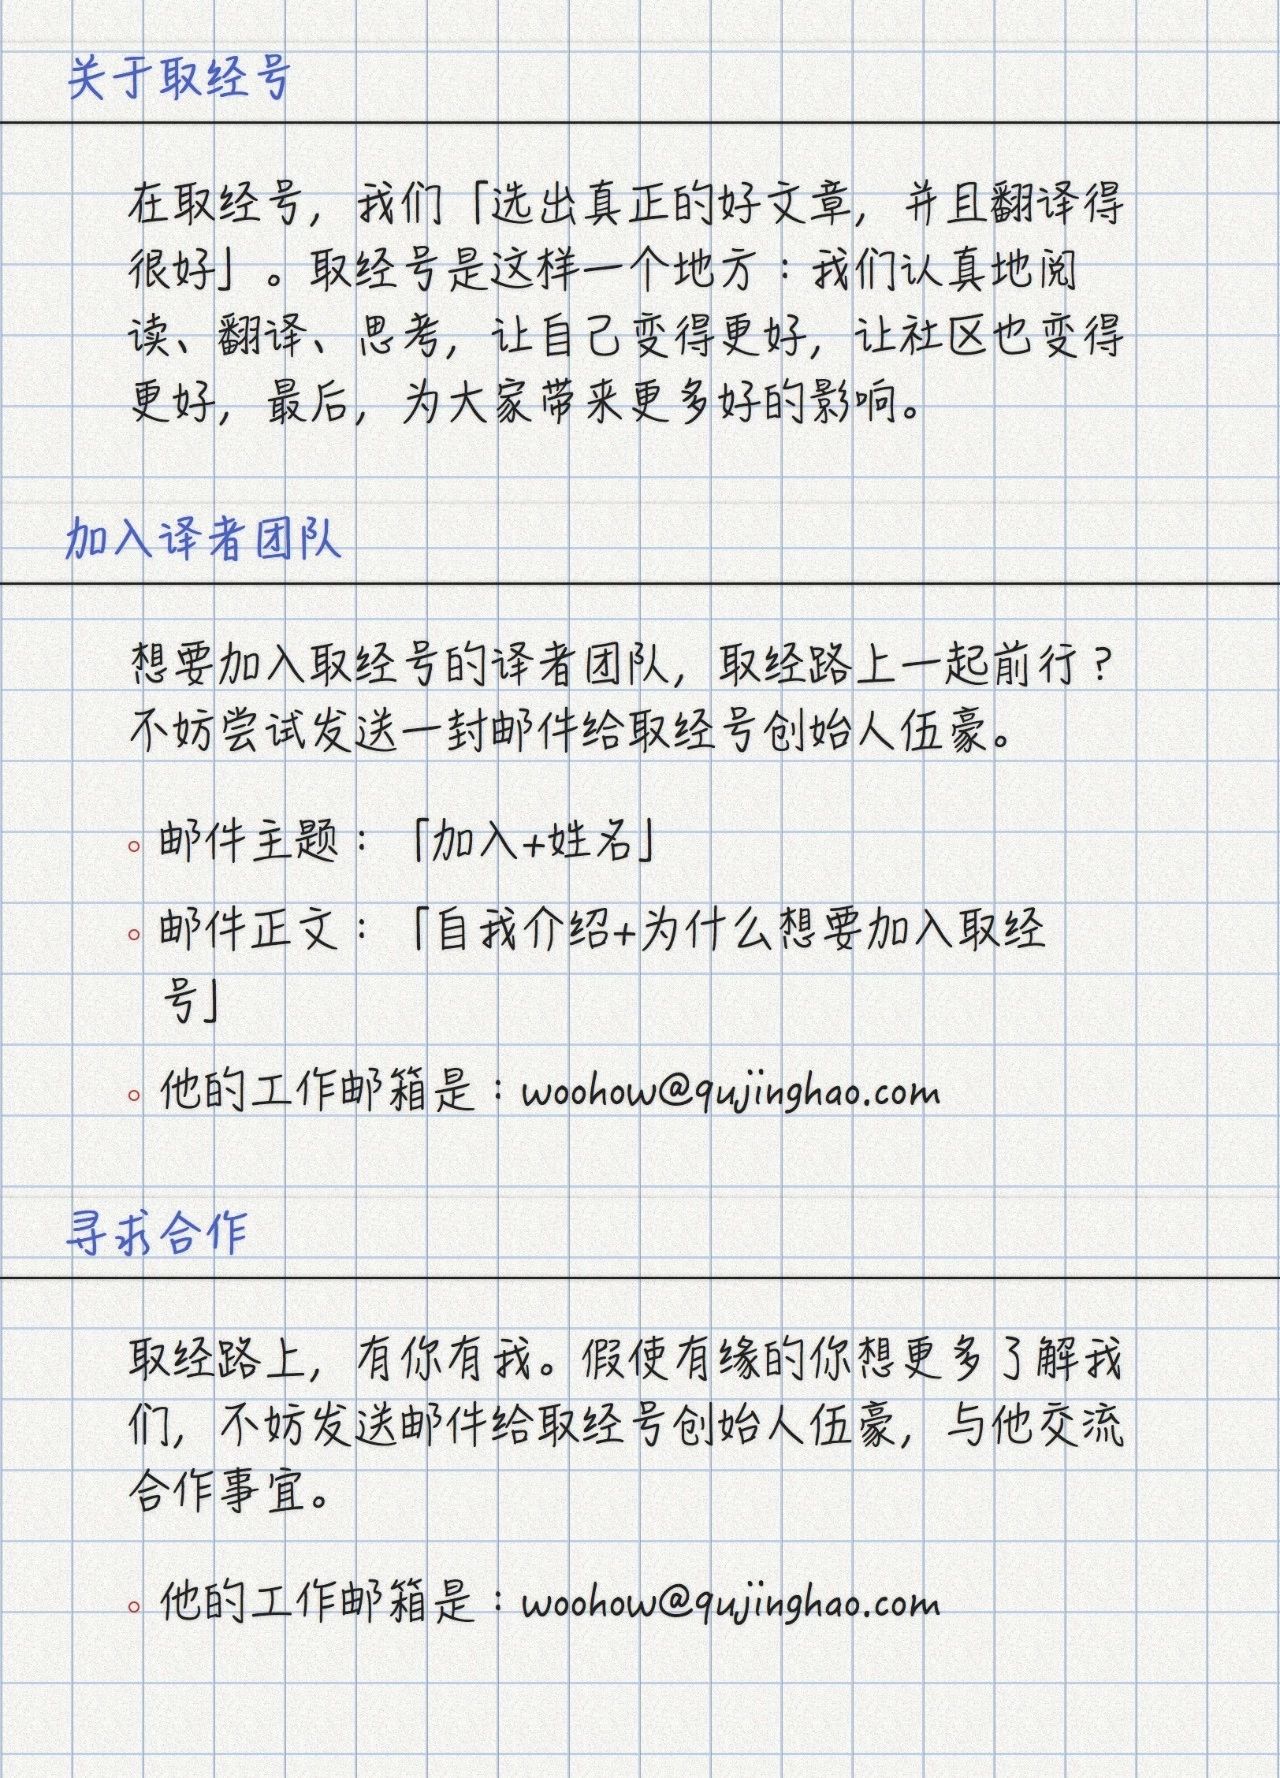 关于取经号
在取经号，我们「选出真正的好文章，并且翻译得
很好」。取经号是这样一个地方：我们认真地阅
读、翻译、思考，让自己变得更好，让社区也变得
更好，最后，为大家带来更多好的影响。
加入译者团队
想要加入取经号的译者团队，取经路上一起前行？
不妨尝试发送一封邮件给取经号创始人伍豪。
。邮件主题：「加入+姓名」
。邮件正文：「自我介绍+为什么想要加入取经
号」
。他的工作邮箱是：woohow@qujinghao.com
寻求合作
取经路上，有你有我。假使有缘的你想更多了解我
们，不妨发送邮件给取经号创始人伍豪，与他交流
合作事宜。
。他的工作邮箱是：woohow@qujinghao.com